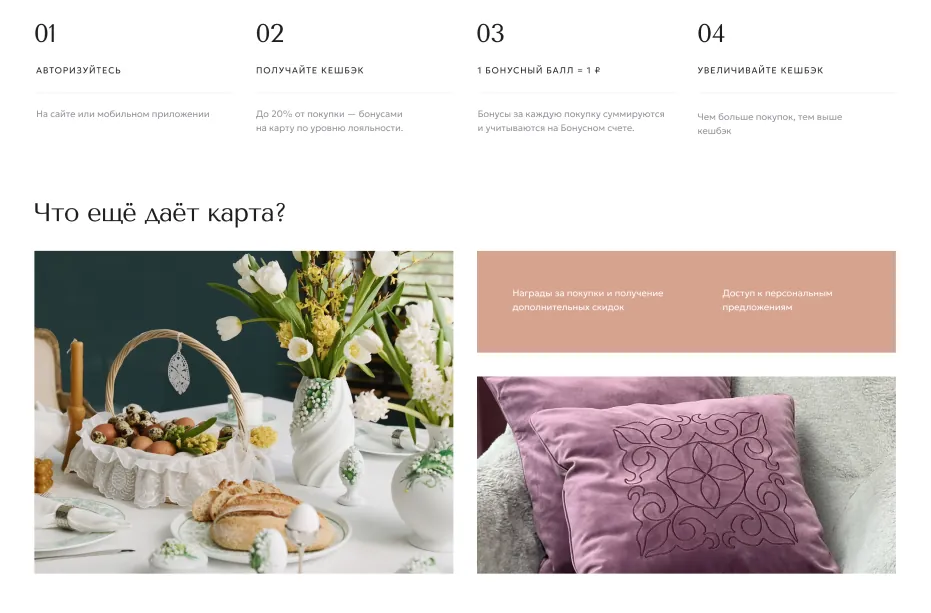 01
АВТОРИЗУЙТЕСЬ
На сайте или мобильном приложении
02
ПОЛУЧАЙТЕ КЕШБЭК
До 20% от покупки — бонусами
на карту по уровню лояльности.
03
1 БОНУСНЫЙ БАЛЛ = 1 ₽
Бонусы за каждую покупку суммируются
и учитываются на Бонусном счете.
04
УВЕЛИЧИВАЙТЕ КЕШБЭК
Чем больше покупок, тем выше
кешбэк
Что ещё даёт карта?
Награды за покупки и получение
дополнительных скидок
Доступ к персональным
предложениям